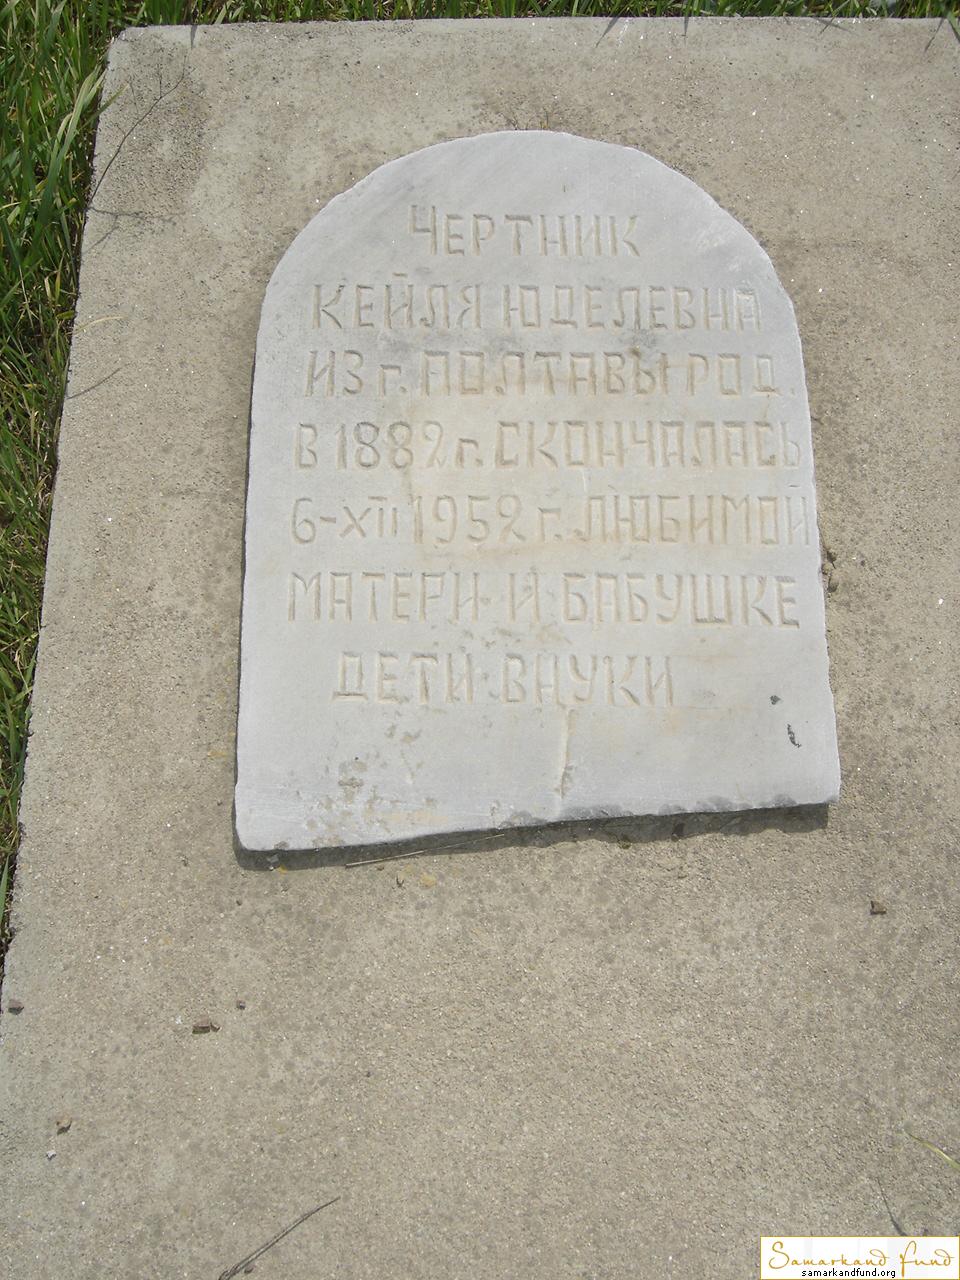 ЧЕРТНИК
КЕЙЛЯ ЮДЕЛЕВНА
ИЗ г. ПОЛТАВЫ РОД.
В 1882 г. СКОНЧАЛАСЬ
6-XII 1952 г. ЛЮБИМОЙ
МАТЕРИ И БАБУШКЕ
ДЕТИ ВНУКИ
Samarkand fund
samarkandfund.org